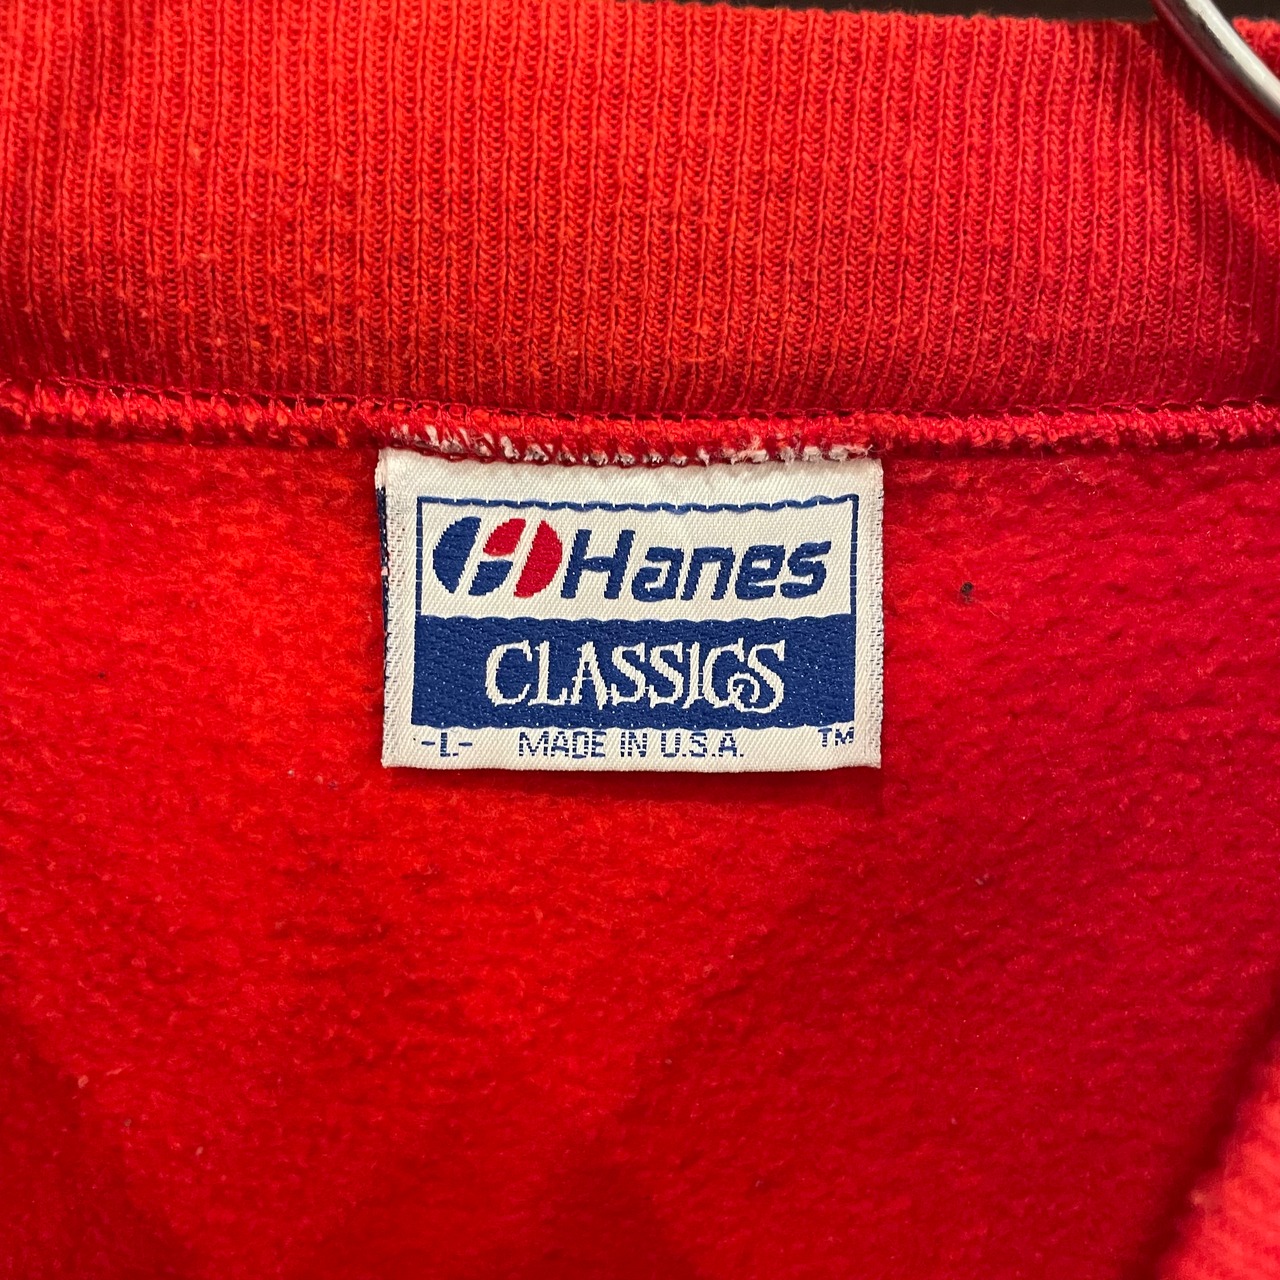 Hanes
CLASSICS
-L- MADE IN U.S.A. TM